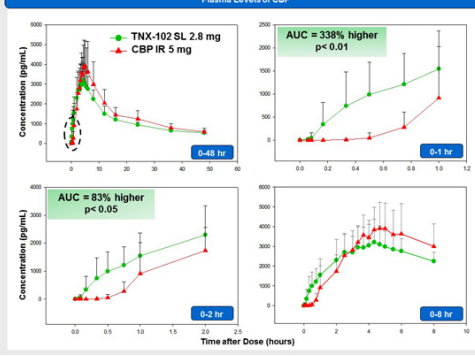 Plasma Levels of CBP
TNX-102 SL 2.8 mg
CBP IR 5 mg
Concentration (pg/mL)
6000
5000
4000
3000
2000
1000
0
0 10 20 30 40 50 60
0-48 hr
AUC = 338% higher
p< 0.01
2500
2000
1500
1000
500
0
0.0 0.2 0.4 0.6 0.8 1.0 1.2
0-1 hr
AUC = 83% higher
p< 0.05
Concentration (pg/mL)
4000
3000
2000
1000
0
0.0 0.5 1.0 1.5 2.0 2.5
0-2 hr
6000
5000
4000
3000
2000
1000
0
0 2 4 6 8 10
0-8 hr
Time after Dose (hours)